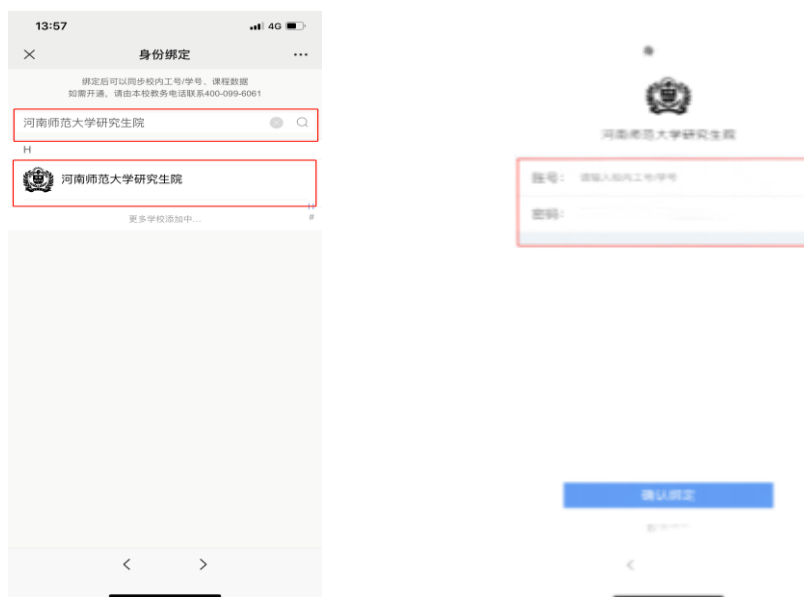 13:57
4G
身份绑定
绑定后可以同步校内工号/学号、课程数据
如需开通，请由本校教务电话联系400-099-6061
河南师范大学研究生院
H
河南师范大学研究生院
更多学校添加中...
H
#
河南师范大学研究生院
账号： 请输入校内工号/学号
密码：
确认绑定